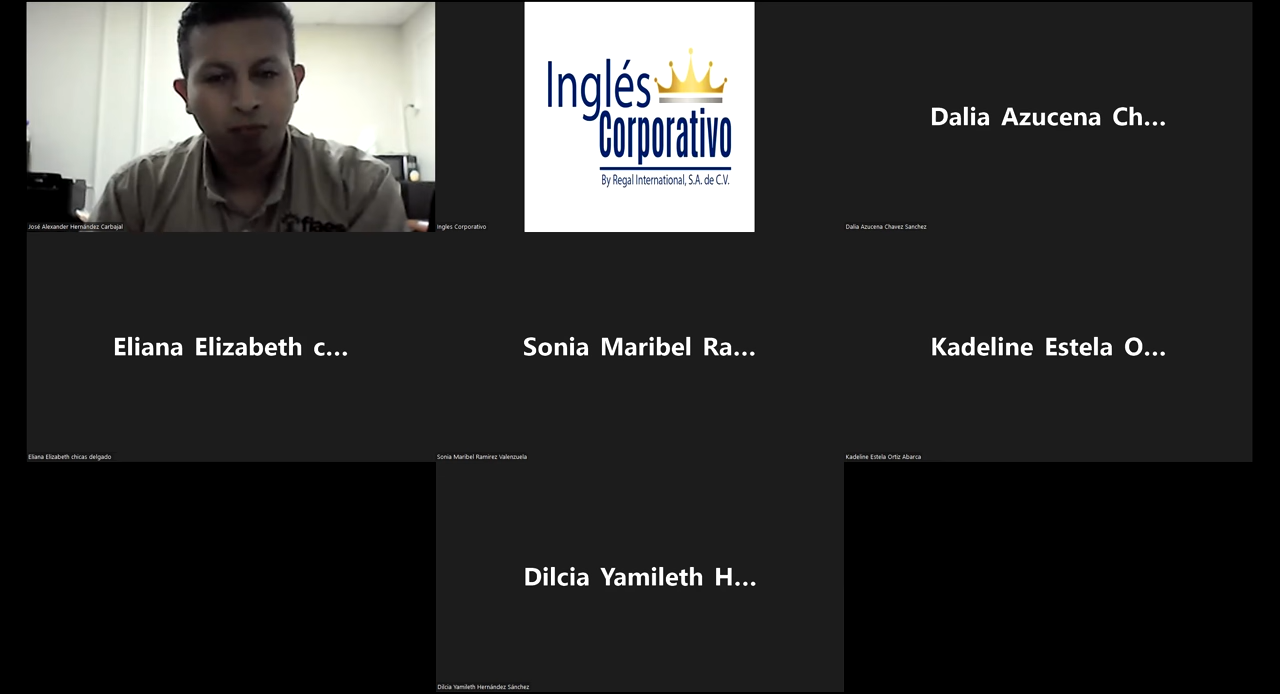 fiaes
José Alexander Hernández Carbajal
Inglés
Corporativo
By Regal International, S.A. de C.V.
Ingles Corporativo
Dalia Azucena Ch...
Dalia Azucena Chavez Sanchez
Eliana Elizabeth c...
Eliana Elizabeth chicas delgado
Sonia Maribel Ra...
Sonia Maribel Ramirez Valenzuela
Kadeline Estela O...
Kadeline Estela Ortiz Abarca
Dilcia Yamileth H...
Dilcia Yamileth Hernández Sánchez